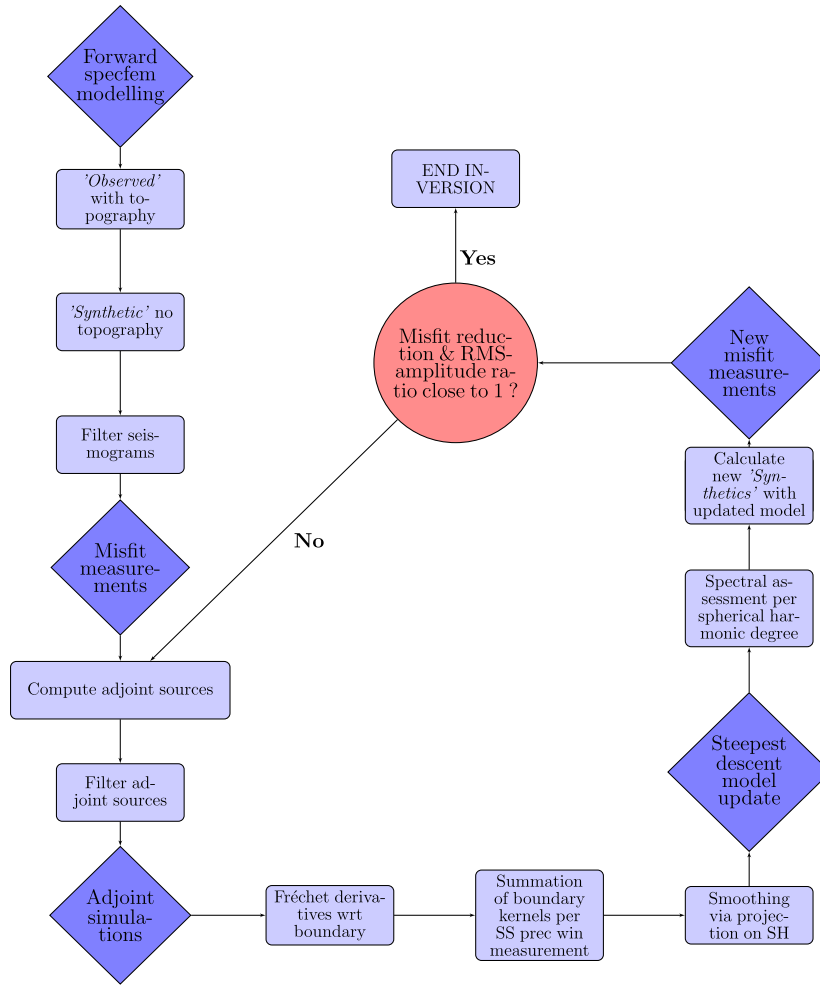 Forward
specfem
modelling
'Observed'
with to-
pography
'Synthetic' no
topography
Filter seis-
mograms
Misfit
measure-
ments
Compute adjoint sources
Filter ad-
joint sources
Adjoint
simula-
tions
Fréchet deriva-
tives wrt
boundary
Summation
of boundary
kernels per
SS prec win
measurement
Smoothing
via projec-
tion on SH
Steepest
descent
model
update
Spectral as-
sessment per
spherical har-
monic degree
Calculate
new 'Syn-
thetics' with
updated model
New
misfit
measure-
ments
Misfit reduc-
tion & RMS-
amplitude ra-
tio close to 1 ?
Yes
END IN-
VERSION
No